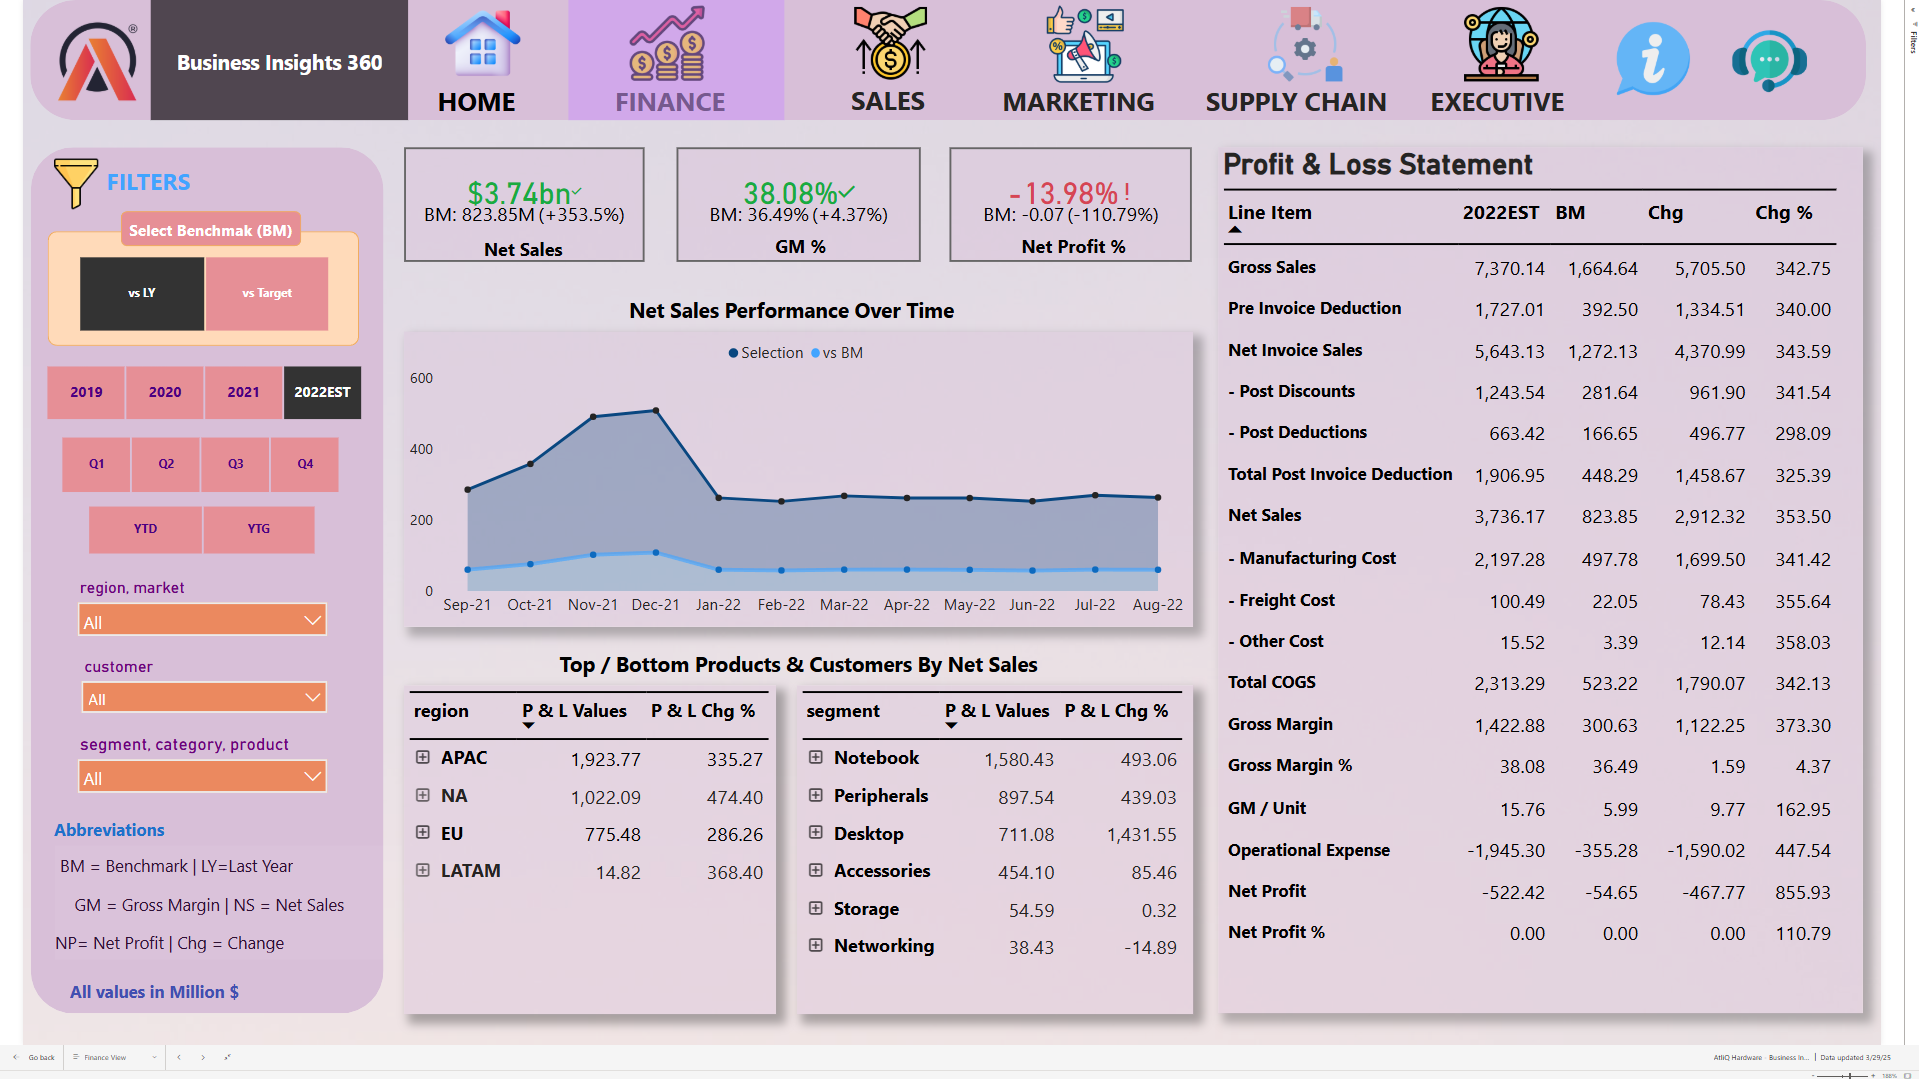 ®
Business Insights 360
HOME
FINANCE
SALES
MARKETING
SUPPLY CHAIN
EXECUTIVE
Filters
FILTERS
Select Benchmak (BM)
vs LY
vs Target
2019
2020
2021
2022EST
Q1
Q2
Q3
Q4
YTD
YTG
region, market
All
customer
All
segment, category, product
All
Abbreviations
BM = Benchmark | LY=Last Year
GM = Gross Margin | NS = Net Sales
NP= Net Profit | Chg = Change
All values in Million $
$3.74bn
BM: 823.85M (+353.5%)
Net Sales
38.08%
BM: 36.49% (+4.37%)
GM %
-13.98% !
BM: -0.07 (-110.79%)
Net Profit %
Net Sales Performance Over Time
Selection vs BM
600
400
200
0
Sep-21 Oct-21 Nov-21 Dec-21 Jan-22 Feb-22 Mar-22 Apr-22 May-22 Jun-22 Jul-22 Aug-22
Top / Bottom Products & Customers By Net Sales
region P & L Values P & L Chg %
APAC 1,923.77 335.27
NA 1,022.09 474.40
EU 775.48 286.26
LATAM 14.82 368.40
segment P & L Values P & L Chg %
Notebook 1,580.43 493.06
Peripherals 897.54 439.03
Desktop 711.08 1,431.55
Accessories 454.10 85.46
Storage 54.59 0.32
Networking 38.43 -14.89
Profit & Loss Statement
Line Item 2022EST BM Chg Chg %
Gross Sales 7,370.14 1,664.64 5,705.50 342.75
Pre Invoice Deduction 1,727.01 392.50 1,334.51 340.00
Net Invoice Sales 5,643.13 1,272.13 4,370.99 343.59
- Post Discounts 1,243.54 281.64 961.90 341.54
- Post Deductions 663.42 166.65 496.77 298.09
Total Post Invoice Deduction 1,906.95 448.29 1,458.67 325.39
Net Sales 3,736.17 823.85 2,912.32 353.50
- Manufacturing Cost 2,197.28 497.78 1,699.50 341.42
- Freight Cost 100.49 22.05 78.43 355.64
- Other Cost 15.52 3.39 12.14 358.03
Total COGS 2,313.29 523.22 1,790.07 342.13
Gross Margin 1,422.88 300.63 1,122.25 373.30
Gross Margin % 38.08 36.49 1.59 4.37
GM / Unit 15.76 5.99 9.77 162.95
Operational Expense -1,945.30 -355.28 -1,590.02 447.54
Net Profit -522.42 -54.65 -467.77 855.93
Net Profit % 0.00 0.00 0.00 110.79
Go back
Finance View
AtliQ Hardware - Business In... | Data updated 3/29/25
- + 188%